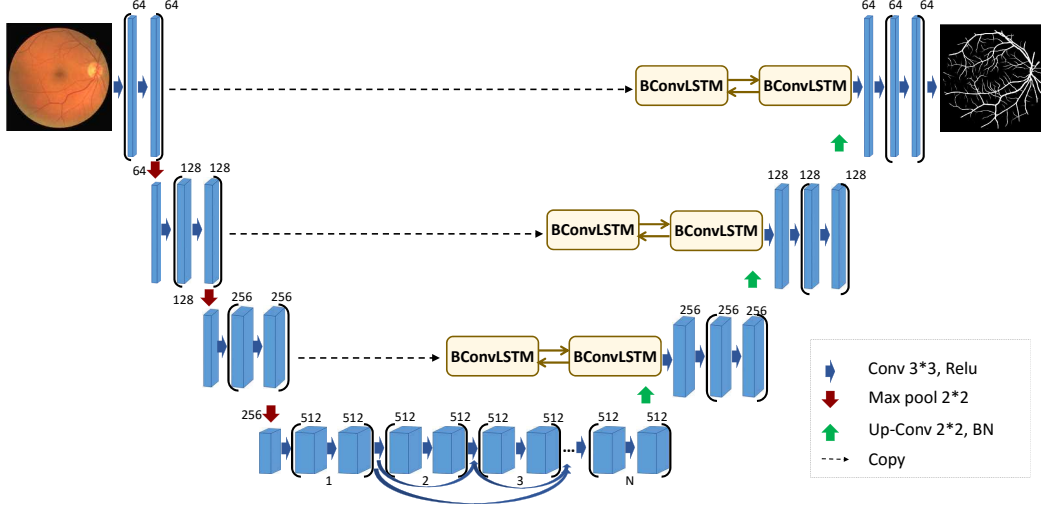 64 64
64 64 64
BConvLSTM BConvLSTM
64 128 128
128 128 128
BConvLSTM BConvLSTM
128 256 256
256 256 256
BConvLSTM BConvLSTM
256 512 512 512 512 512 512 ... 512 512
1 2 3 N
Conv 3*3, Relu
Max pool 2*2
Up-Conv 2*2, BN
Copy